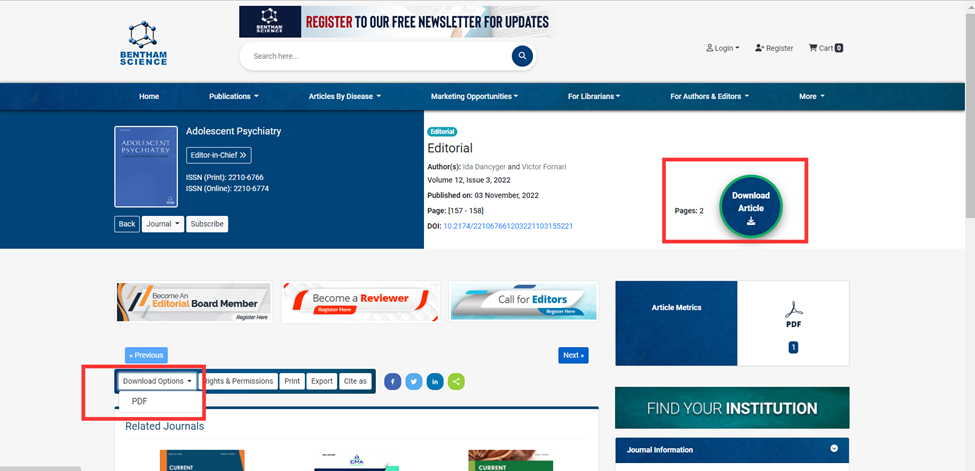 REGISTER TO OUR FREE NEWSLETTER FOR UPDATES
BENTHAM
SCIENCE
BENTHAM
SCIENCE
Search here...
Login
Register
Cart 0
Home
Publications
Articles By Disease
Marketing Opportunities
For Librarians
For Authors & Editors
More
ADOLESCENT
PSYCHIATRY
Adolescent Psychiatry
Editor-in-Chief
ISSN (Print): 2210-6766
ISSN (Online): 2210-6774
Back
Journal
Subscribe
Editorial
Editorial
Author(s): Ida Dancyger and Victor Fornari
Volume 12, Issue 3, 2022
Published on: 03 November, 2022
Page: [157 - 158]
DOI: 10.2174/221067661203221103155221
Pages: 2
Download
Article
Become An
Editorial Board Member
Register Here
Become a Reviewer
Register Here
Call for Editors
Register Here
Article Metrics
PDF
1
« Previous
Next »
Download Options
Rights & Permissions
Print
Export
Cite as
PDF
FIND YOUR INSTITUTION
Related Journals
Journal Information
CURRENT
ICMA
CURRENT